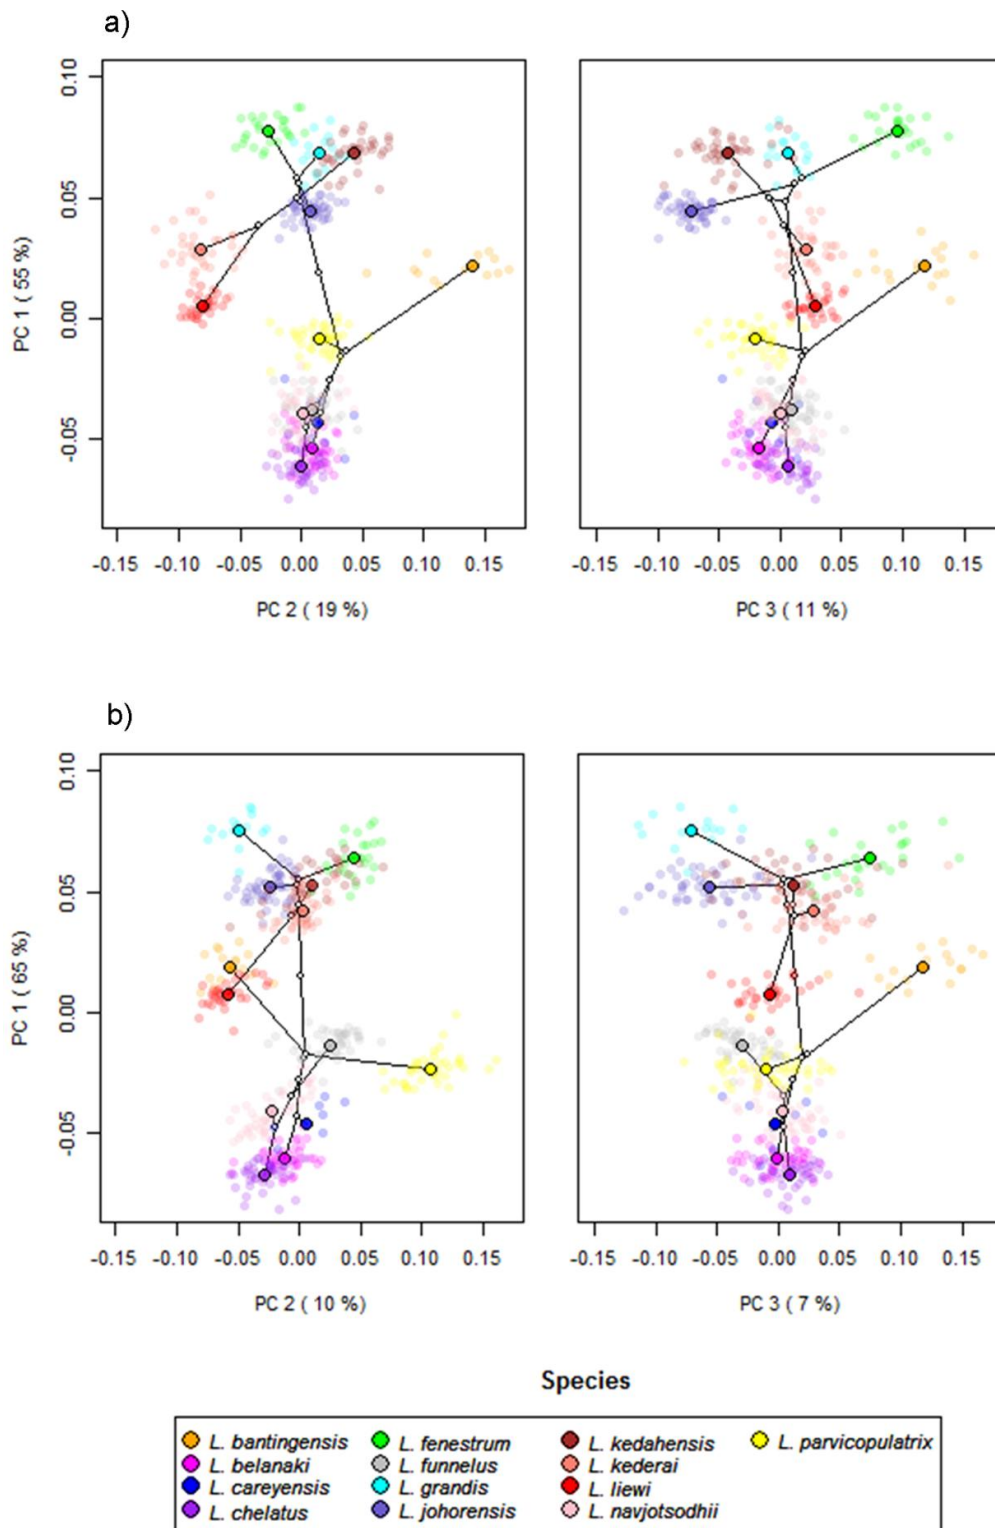 a)
0.10
0.05
0.00
-0.05
PC 1 ( 55 %)
-0.15 -0.10 -0.05 0.00 0.05 0.10 0.15
-0.15 -0.10 -0.05 0.00 0.05 0.10 0.15
PC 2 ( 19 %)
PC 3 ( 11 %)
b)
0.10
0.05
0.00
-0.05
PC 1 ( 65 %)
-0.15 -0.10 -0.05 0.00 0.05 0.10 0.15
-0.15 -0.10 -0.05 0.00 0.05 0.10 0.15
PC 2 ( 10 %)
PC 3 ( 7 %)
Species
L. bantingensis
L. belanaki
L. careyensis
L. chelatus
L. fenestrum
L. funnelus
L. grandis
L. johorensis
L. kedahensis
L. kederai
L. liewi
L. navjotsodhii
L. parvicopulatrix